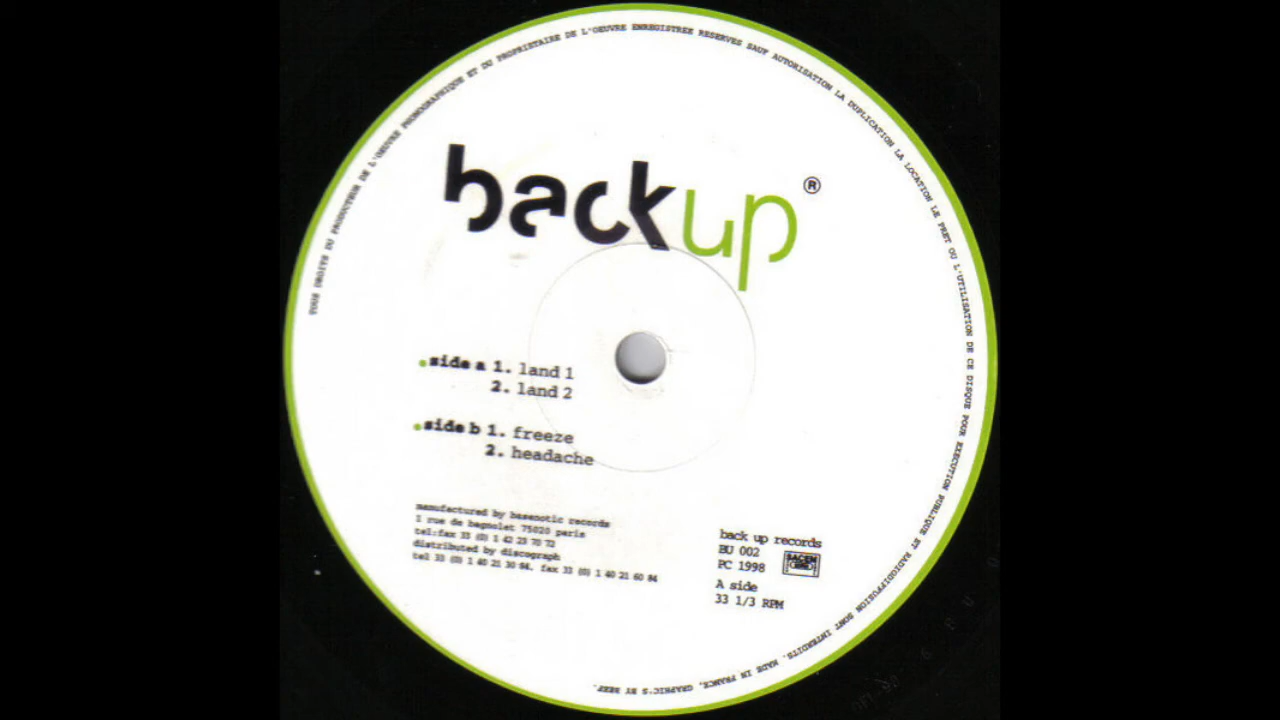 TOUS DROITS DU PRODUCTEUR DE L'OEUVRE PHONOGRAPHIQUE ET DU PROPRIETAIRE DE L'OEUVRE ENREGISTREE RESERVES SAUF AUTORISATION LA DUPLICATION LA LOCATION LE PRET OU L'UTILISATION DE CE DISQUE POUR EXECUTION PUBLIQUE ET RADIODIFFUSION SONT INTERDITS. MADE IN FRANCE. GRAPHIC'S BY REEF.
backup ®
side a 1. land 1
2. land 2
side b 1. freeze
2. headache
manufactured by basenotic records
1 rue de bagnolet 75020 paris
tel:fax 33 (0) 1 42 23 70 72
distributed by discograph
tel 33 (0) 1 40 21 30 84. fax 33 (0) 1 40 21 60 84
back up records
BU 002
PC 1998
SACEM
A side
33 1/3 RPM